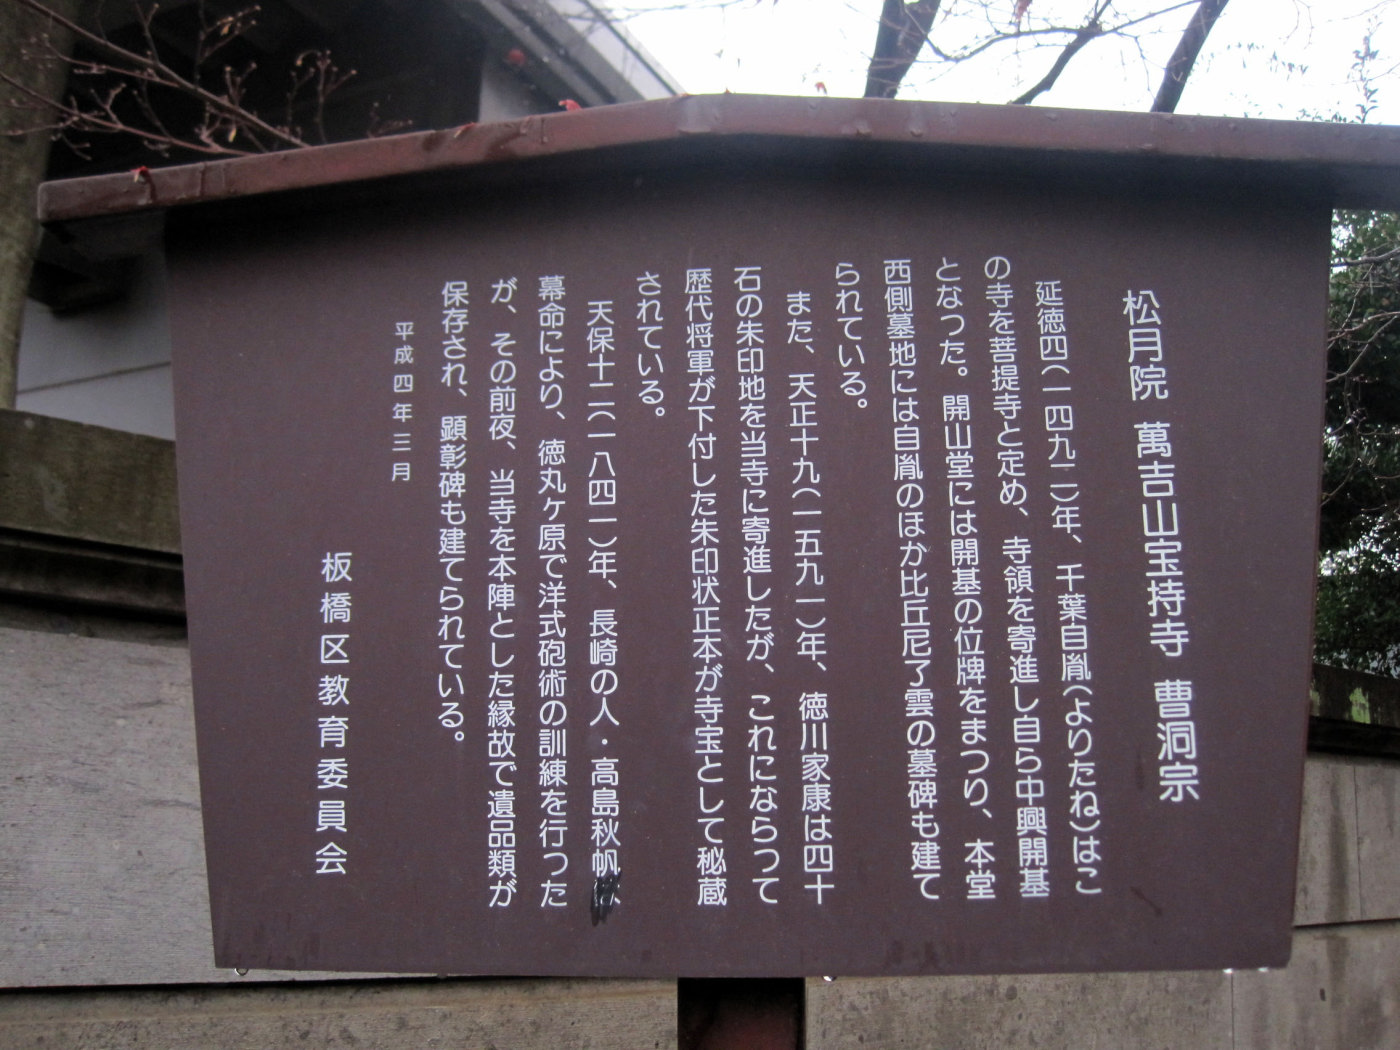 松月院 萬吉山宝持寺 曹洞宗
延徳四(一四九二)年、千葉自胤(よりたね)はこ
の寺を菩提寺と定め、寺領を寄進し自ら中興開基
となつた。開山堂には開基の位牌をまつり、本堂
西側墓地には自胤のほか比丘尼了雲の墓碑も建て
られている。
また、天正十九(一五九一)年、徳川家康は四十
石の朱印地を当寺に寄進したが、これにならつて
歴代将軍が下付した朱印状正本が寺宝として秘蔵
されている。
天保十二(一八四一)年、長崎の人・高島秋帆
幕命により、徳丸ヶ原で洋式砲術の訓練を行つた
が、その前夜、当寺を本陣とした縁故で遺品類が
保存され、顕彰碑も建てられている。
平成四年三月
板橋区教育委員会